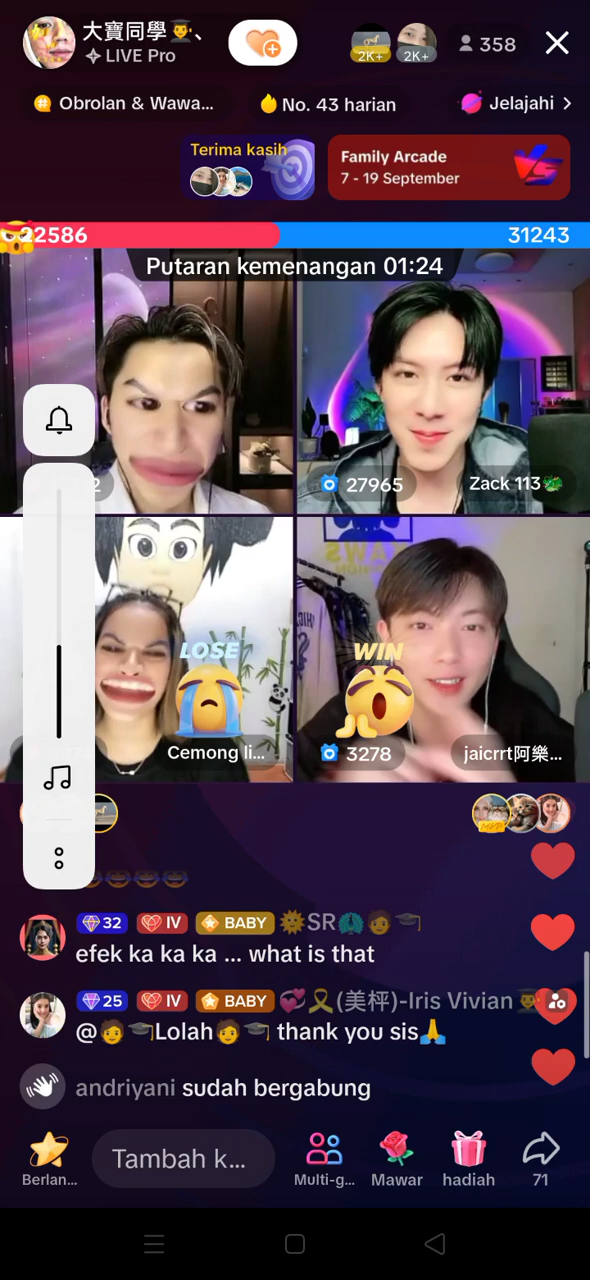 大寶同學👨‍🎓、
LIVE Pro
2K+
2K+
358
Obrolan & Wawa...
No. 43 harian
Jelajahi
Terima kasih
Family Arcade
7 - 19 September
22586
31243
Putaran kemenangan 01:24
27965
Zack 113🐲
LOSE
WIN
Cemong li...
3278
jaicrrt阿樂...
32 IV BABY 🌞SR🦚🧑‍🎓
efek ka ka ka ... what is that
25 IV BABY 💞🎗️(美枰)-Iris Vivian
@🧑‍🎓Lolah🧑‍🎓 thank you sis🙏
andriyani sudah bergabung
Berlan...
Tambah k...
Multi-g...
Mawar
hadiah
71